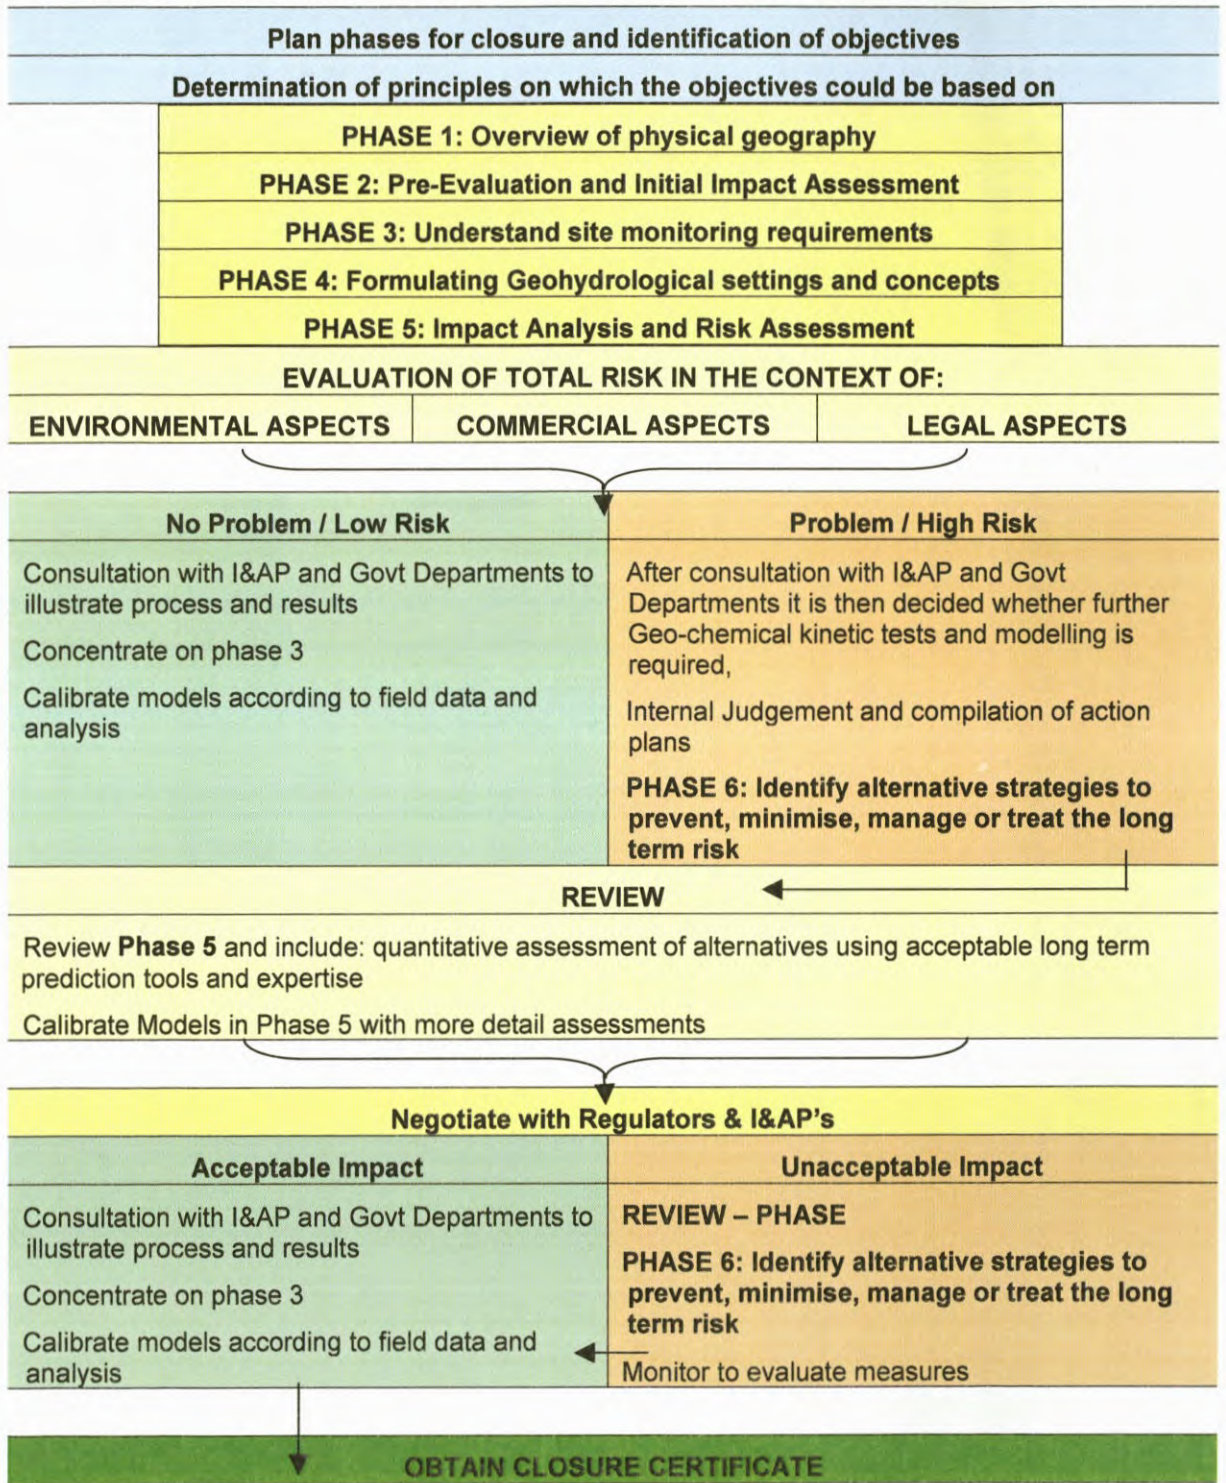 Plan phases for closure and identification of objectives
Determination of principles on which the objectives could be based on
PHASE 1: Overview of physical geography
PHASE 2: Pre-Evaluation and Initial Impact Assessment
PHASE 3: Understand site monitoring requirements
PHASE 4: Formulating Geohydrological settings and concepts
PHASE 5: Impact Analysis and Risk Assessment
EVALUATION OF TOTAL RISK IN THE CONTEXT OF:
ENVIRONMENTAL ASPECTS
COMMERCIAL ASPECTS
LEGAL ASPECTS
No Problem / Low Risk
Consultation with I&AP and Govt Departments to
illustrate process and results
Concentrate on phase 3
Calibrate models according to field data and
analysis
Problem / High Risk
After consultation with I&AP and Govt
Departments it is then decided whether further
Geo-chemical kinetic tests and modelling is
required,
Internal Judgement and compilation of action
plans
PHASE 6: Identify alternative strategies to
prevent, minimise, manage or treat the long
term risk
REVIEW
Review Phase 5 and include: quantitative assessment of alternatives using acceptable long term
prediction tools and expertise
Calibrate Models in Phase 5 with more detail assessments
Negotiate with Regulators & I&AP's
Acceptable Impact
Consultation with I&AP and Govt Departments to
illustrate process and results
Concentrate on phase 3
Calibrate models according to field data and
analysis
Unacceptable Impact
REVIEW – PHASE
PHASE 6: Identify alternative strategies to
prevent, minimise, manage or treat the long
term risk
Monitor to evaluate measures
OBTAIN CLOSURE CERTIFICATE